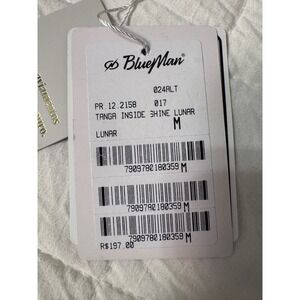 BlueMan®
024ALT
PR 12.2158 017
TANGA INSIDE SHINE LUNAR
M
LUNAR
7909780180359 M
7909780180359 M
7909780180359 M
R$197.00